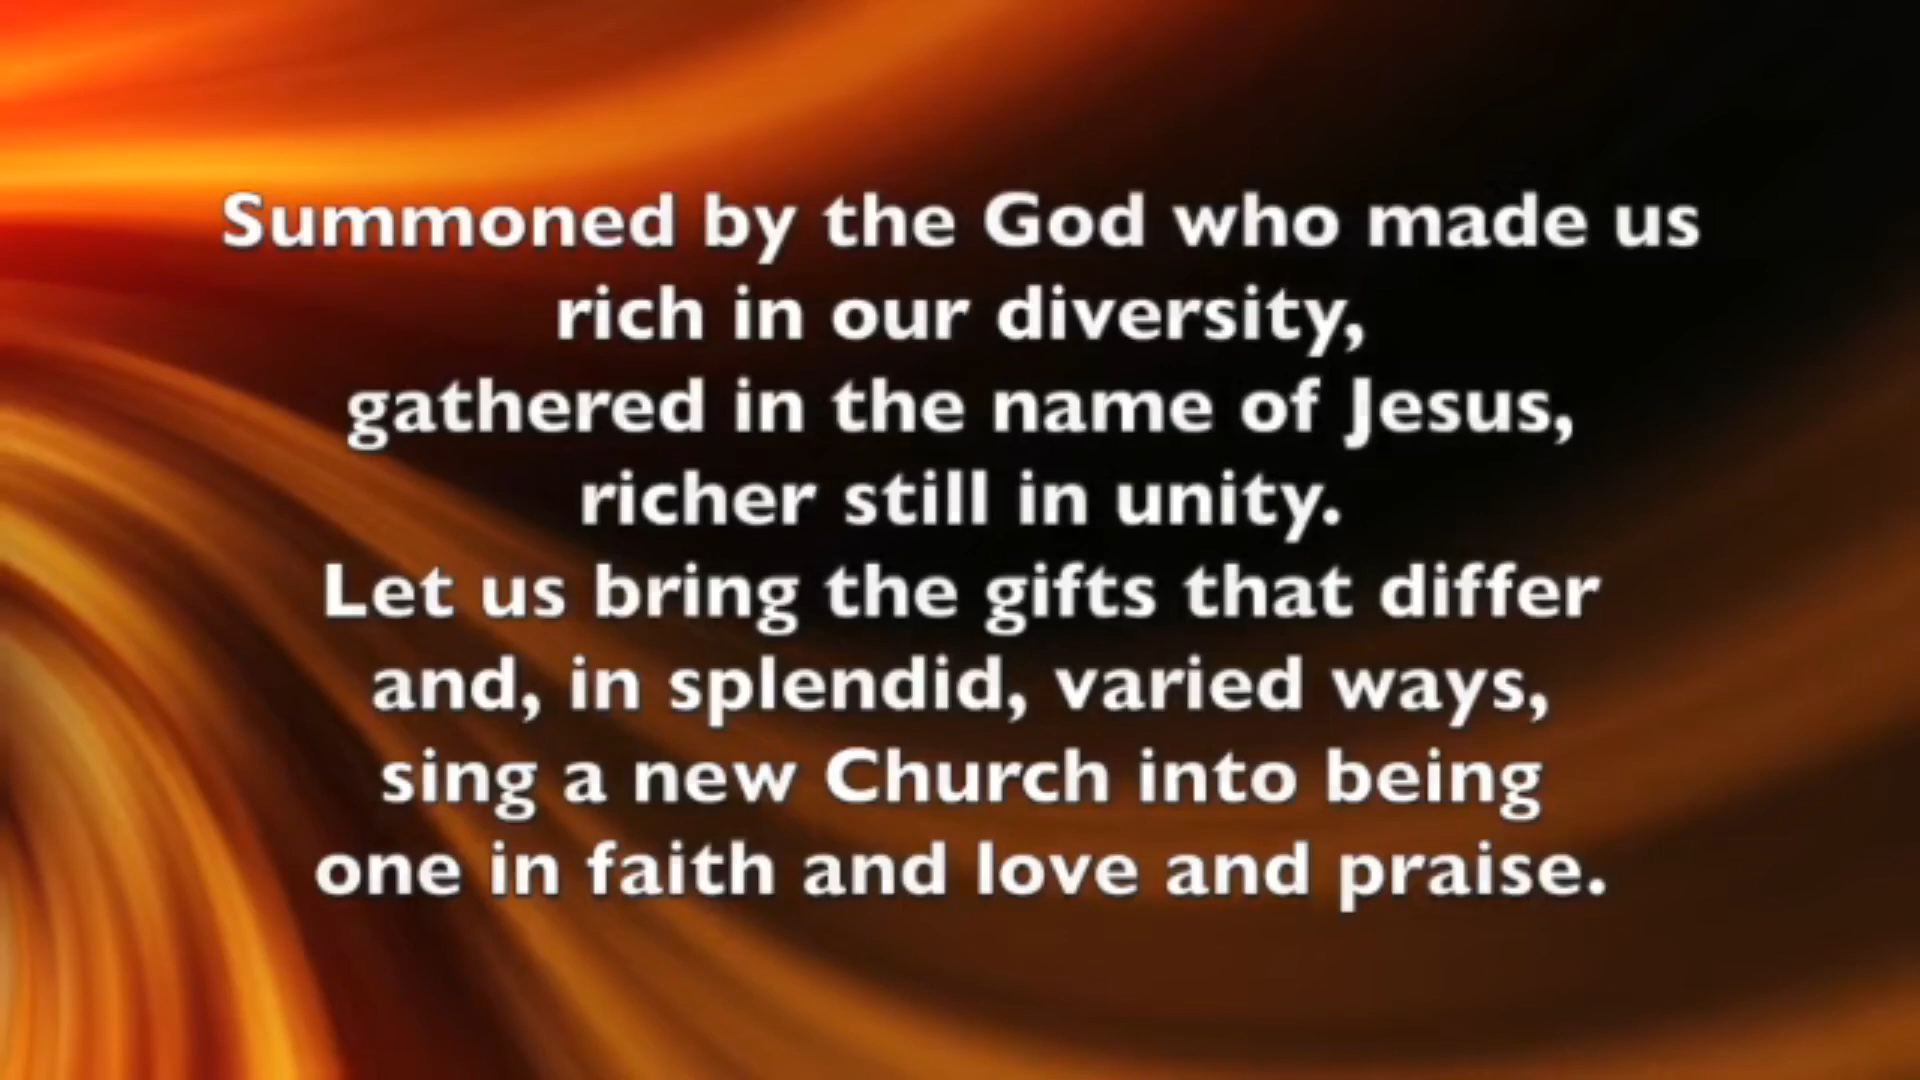 Summoned by the God who made us
rich in our diversity,
gathered in the name of Jesus,
richer still in unity.
Let us bring the gifts that differ
and, in splendid, varied ways,
sing a new Church into being
one in faith and love and praise.